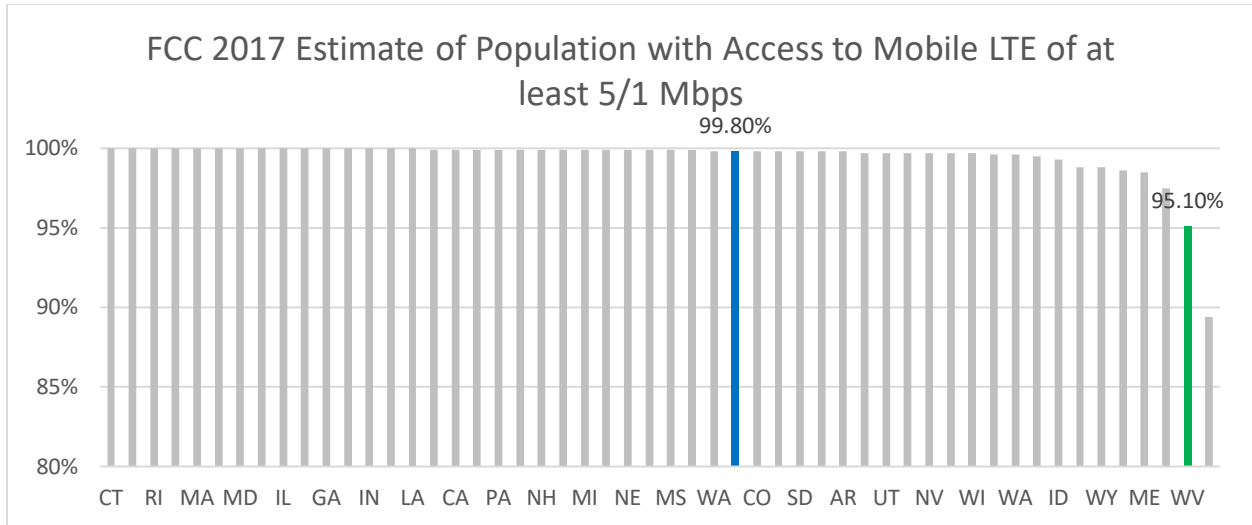 FCC 2017 Estimate of Population with Access to Mobile LTE of at
least 5/1 Mbps
99.80%
100%
95.10%
95%
90%
85%
80%
CT RI MA MD IL GA IN LA CA PA NH MI NE MS WA CO SD AR UT NV WI WA ID WY ME WV